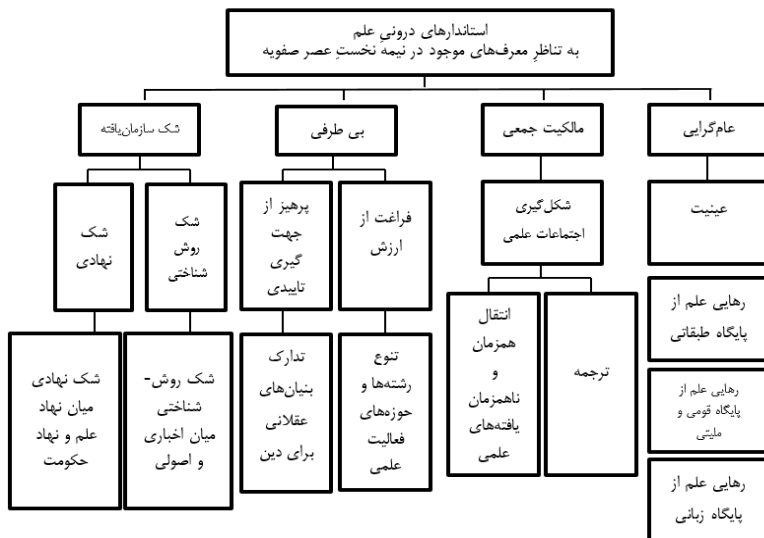 استاندارهای درونیِ علم
به تناظرِ معرف‌های موجود در نیمه نخستِ عصر صفویه
عام‌گرایی
مالکیت جمعی
بی طرفی
شک سازمان‌یافته
عینیت
شکل‌گیری
اجتماعات علمی
فراغت از
ارزش
پرهیز از
جهت
گیری
تاییدی
شک
روش
شناختی
شک
نهادی
رهایی علم از
پایگاه طبقاتی
رهایی علم از
پایگاه قومی و
ملیتی
رهایی علم از
پایگاه زبانی
ترجمه
انتقال
همزمان
و
ناهمزمان
یافته‌های
علمی
تنوع
رشته‌ها و
حوزه‌های
فعالیت
علمی
تدارک
بنیان‌های
عقلانی
برای دین
شک روش-
شناختی
میان اخباری
و اصولی
شک نهادی
میان نهاد
علم و نهاد
حکومت